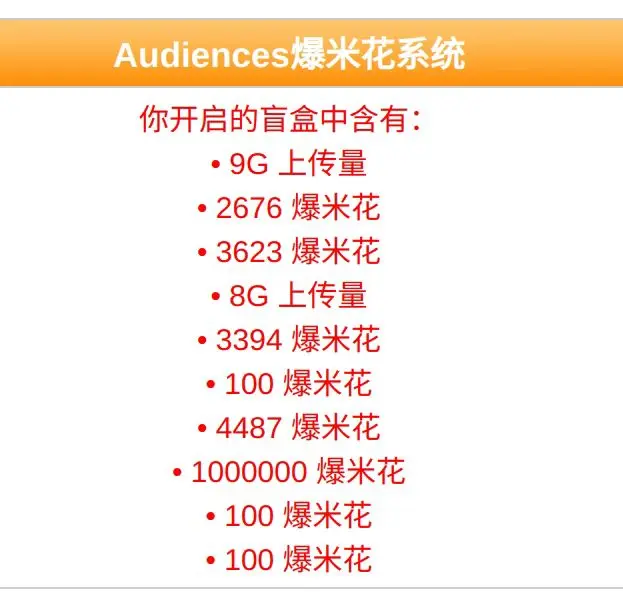 Audiences爆米花系统
你开启的盲盒中含有：
• 9G 上传量
• 2676 爆米花
• 3623 爆米花
• 8G 上传量
• 3394 爆米花
• 100 爆米花
• 4487 爆米花
• 1000000 爆米花
• 100 爆米花
• 100 爆米花